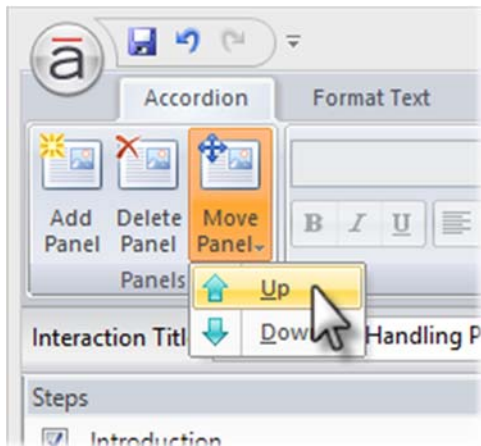 ā
Accordion Format Text
Add Panel
Delete Panel
Move Panel
B I U
Panels
Up
Interaction Titl Handling P
Steps
Introduction